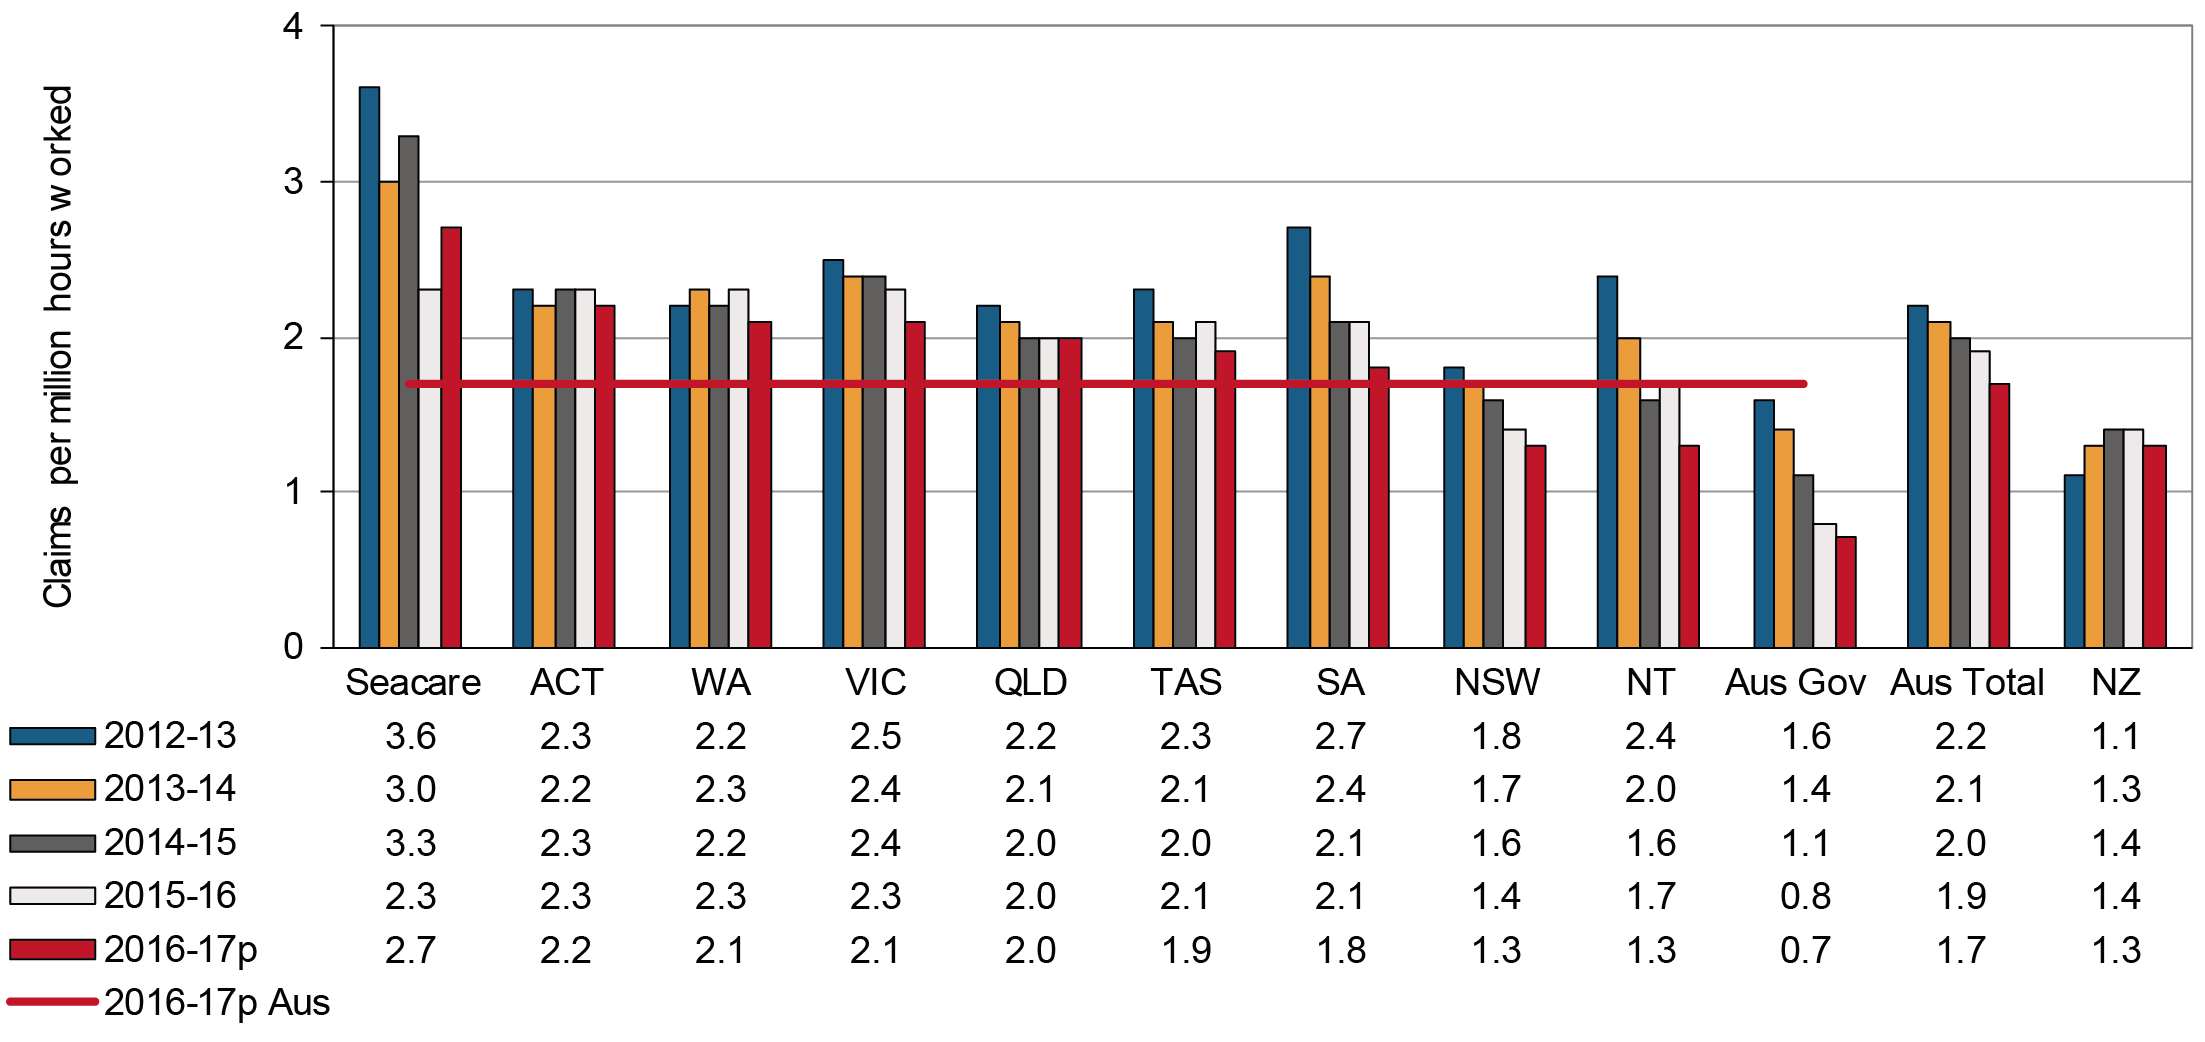 4
3
2
1
0
Claims per million hours worked
Seacare ACT WA VIC QLD TAS SA NSW NT Aus Gov Aus Total NZ
2012-13 3.6 2.3 2.2 2.5 2.2 2.3 2.7 1.8 2.4 1.6 2.2 1.1
2013-14 3.0 2.2 2.3 2.4 2.1 2.1 2.4 1.7 2.0 1.4 2.1 1.3
2014-15 3.3 2.3 2.2 2.4 2.0 2.0 2.1 1.6 1.6 1.1 2.0 1.4
2015-16 2.3 2.3 2.3 2.3 2.0 2.1 2.1 1.4 1.7 0.8 1.9 1.4
2016-17p 2.7 2.2 2.1 2.1 2.0 1.9 1.8 1.3 1.3 0.7 1.7 1.3
2016-17p Aus